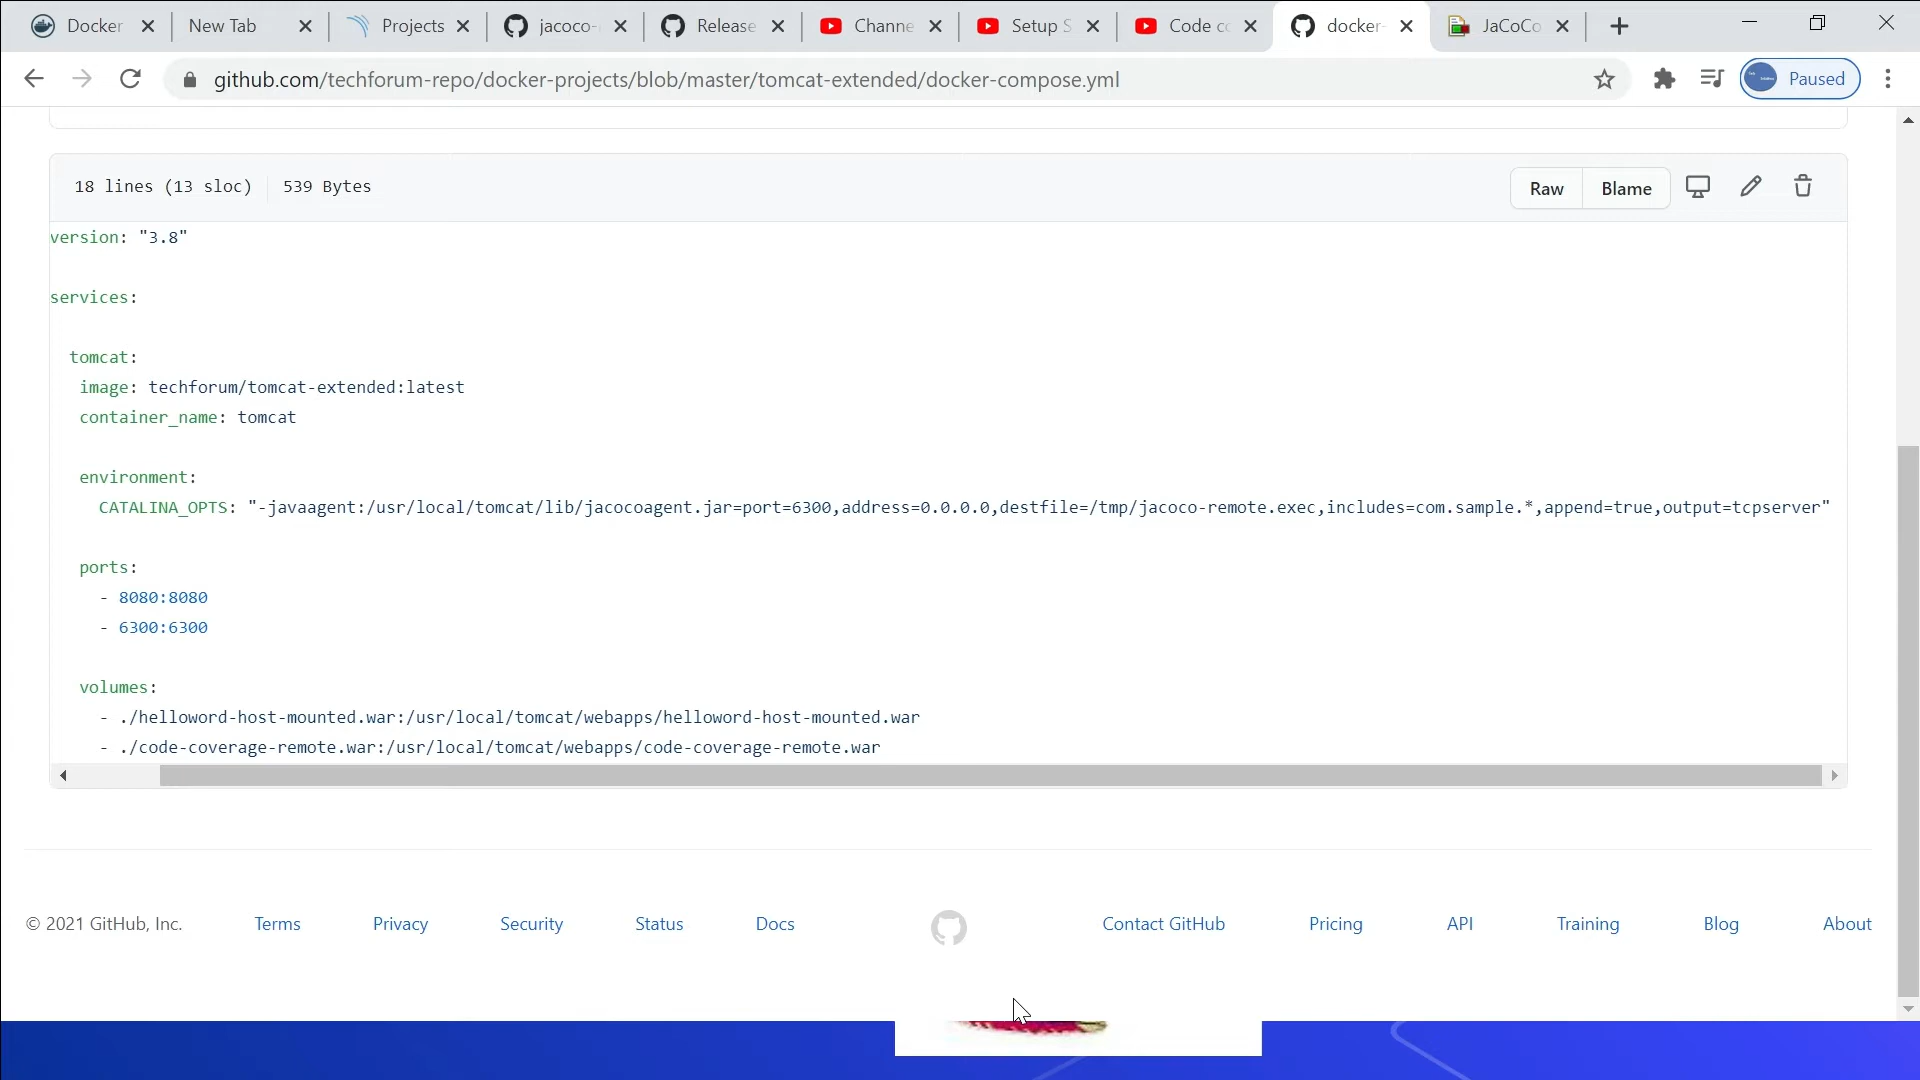 Docker
New Tab
Projects
jacoco-
Release
Channe
Setup S
Code co
docker-
JaCoCo
github.com/techforum-repo/docker-projects/blob/master/tomcat-extended/docker-compose.yml
Paused
18 lines (13 sloc)
539 Bytes
Raw
Blame
version: "3.8"
services:
tomcat:
image: techforum/tomcat-extended:latest
container_name: tomcat
environment:
CATALINA_OPTS: "-javaagent:/usr/local/tomcat/lib/jacocoagent.jar=port=6300,address=0.0.0.0,destfile=/tmp/jacoco-remote.exec,includes=com.sample.*,append=true,output=tcpserver"
ports:
- 8080:8080
- 6300:6300
volumes:
- ./helloword-host-mounted.war:/usr/local/tomcat/webapps/helloword-host-mounted.war
- ./code-coverage-remote.war:/usr/local/tomcat/webapps/code-coverage-remote.war
© 2021 GitHub, Inc.
Terms
Privacy
Security
Status
Docs
Contact GitHub
Pricing
API
Training
Blog
About